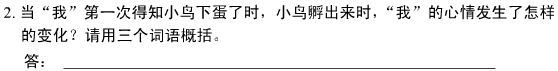 2. 当“我”第一次得知小鸟下蛋了时，小鸟孵出来时，“我”的心情发生了怎样
的变化？请用三个词语概括。
答：